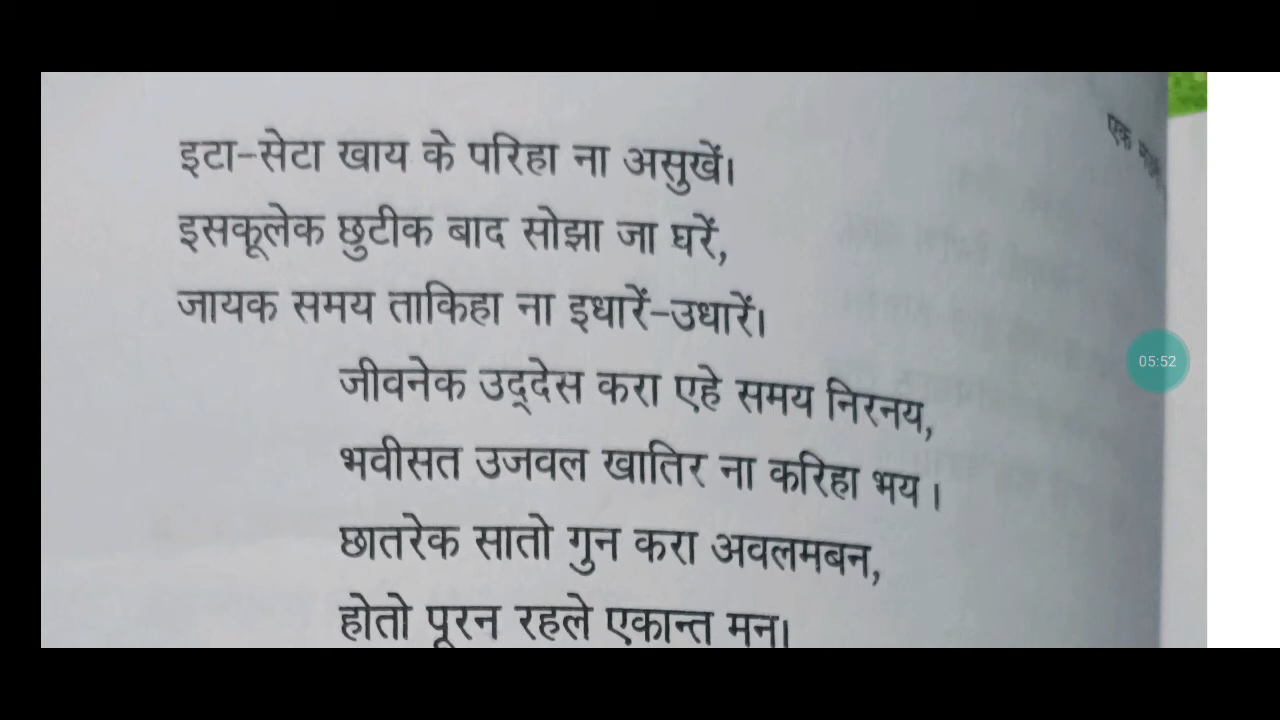 इटा-सेटा खाय के परिहा ना असुखें।
इसकूलेक छुटीक बाद सोझा जा घरें,
जायक समय ताकिहा ना इधारें-उधारें।
जीवनेक उद्‌देस करा एहे समय निरनय,
भवीसत उजवल खातिर ना करिहा भय।
छातरेक सातो गुन करा अवलमबन,
होतो पूरन रहले एकान्त मन।
एक
05:52